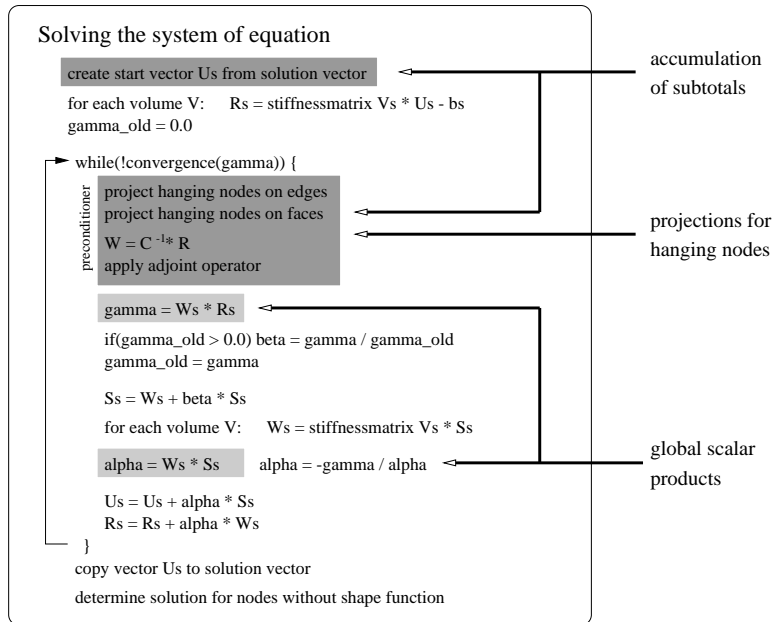 Solving the system of equation
create start vector Us from solution vector
for each volume V: Rs = stiffnessmatrix Vs * Us - bs
gamma_old = 0.0
while(!convergence(gamma)) {
preconditioner
project hanging nodes on edges
project hanging nodes on faces
W = C -1* R
apply adjoint operator
gamma = Ws * Rs
if(gamma_old > 0.0) beta = gamma / gamma_old
gamma_old = gamma
Ss = Ws + beta * Ss
for each volume V: Ws = stiffnessmatrix Vs * Ss
alpha = Ws * Ss alpha = -gamma / alpha
Us = Us + alpha * Ss
Rs = Rs + alpha * Ws
}
copy vector Us to solution vector
determine solution for nodes without shape function
accumulation
of subtotals
projections for
hanging nodes
global scalar
products